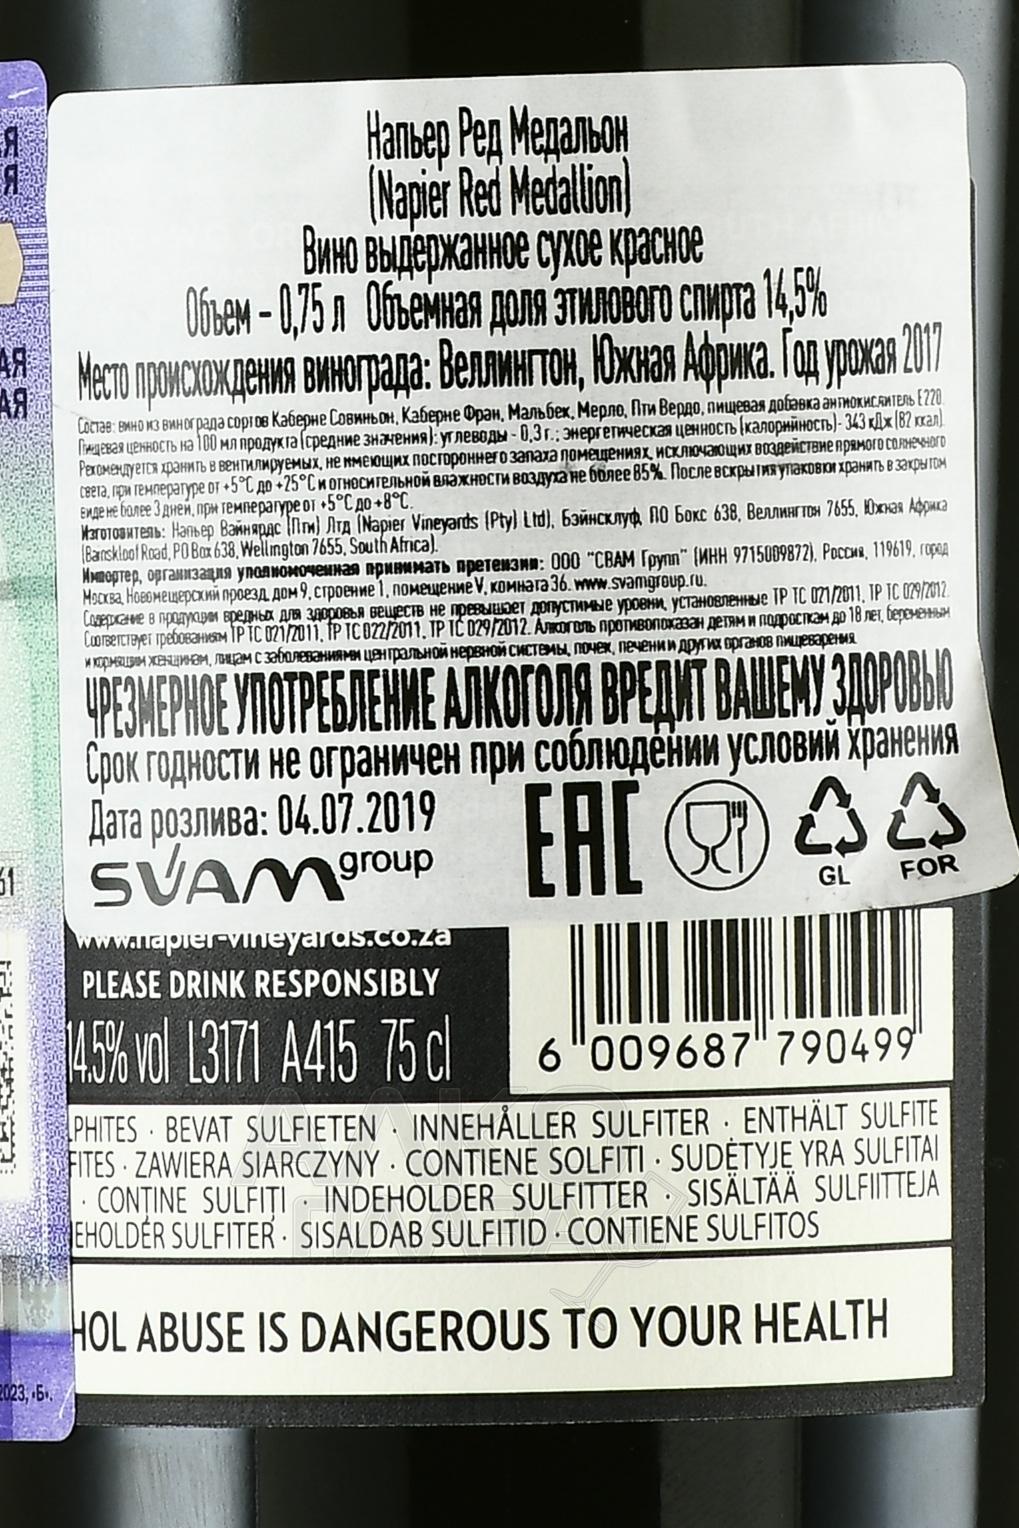 Напьер Ред Медальон
(Napier Red Medallion)
Вино выдержанное сухое красное
Объем - 0,75 л Объемная доля этилового спирта 14,5%
Место происхождения винограда: Веллингтон, Южная Африка. Год урожая 2017
Состав: вино из винограда сортов Каберне Совиньон, Каберне Фран, Мальбек, Мерло, Пти Вердо, пищевая добавка антиокислитель Е220.
Пищевая ценность на 100 мл продукта (средние значения): углеводы - 0,3 г.; энергетическая ценность (калорийность)- 343 кДж (82 ккал).
Рекомендуется хранить в вентилируемых, не имеющих постороннего запаха помещениях, исключающих воздействие прямого солнечного
света, при температуре от +5°С до +25°С и относительной влажности воздуха не более 85%. После вскрытия упаковки хранить в закрытом
виде не более 3 дней, при температуре от +5°С до +8°С.
Изготовитель: Напьер Вайнярдс (Пти) Лтд (Napier Vineyards (Pty) Ltd), Бэйнсклуф, ПО Бокс 638, Веллингтон 7655, Южная Африка
(Bainskloof Road, PO Box 638, Wellington 7655, South Africa).
Импортер, организация уполномоченная принимать претензии: ООО "СВАМ Групп" (ИНН 9715009872), Россия, 119619, город
Москва, Новомещерский проезд, дом 9, строение 1, помещение V, комната 36. www.svamgroup.ru.
Содержание в продукции вредных для здоровья веществ не превышает допустимые уровни, установленные ТР ТС 021/2011, ТР ТС 029/2012.
Соответствует требованиям ТР ТС 021/2011, ТР ТС 022/2011, ТР ТС 029/2012. Алкоголь противопоказан детям и подросткам до 18 лет, беременным
и кормящим женщинам, лицам с заболеваниями центральной нервной системы, почек, печени и других органов пищеварения.
ЧРЕЗМЕРНОЕ УПОТРЕБЛЕНИЕ АЛКОГОЛЯ ВРЕДИТ ВАШЕМУ ЗДОРОВЬЮ
Срок годности не ограничен при соблюдении условий хранения
Дата розлива: 04.07.2019
SVAM group
EAC
GL
FOR
www.napier-vineyards.co.za
PLEASE DRINK RESPONSIBLY
14.5% vol L3171 A415 75 cl
6 009687 790499
PHITES · BEVAT SULFIETEN · INNEHÅLLER SULFITER · ENTHÄLT SULFITE
FITES · ZAWIERA SIARCZYNY · CONTIENE SOLFITI · SUDĖTYJE YRA SULFITAI
· CONȚINE SULFIȚI · INDEHOLDER SULFITTER · SISÄLTÄÄ SULFIITTEJA
EHOLDER SULFITER · SISALDAB SULFITID · CONTIENE SULFITOS
HOL ABUSE IS DANGEROUS TO YOUR HEALTH
61
2023, «Б».